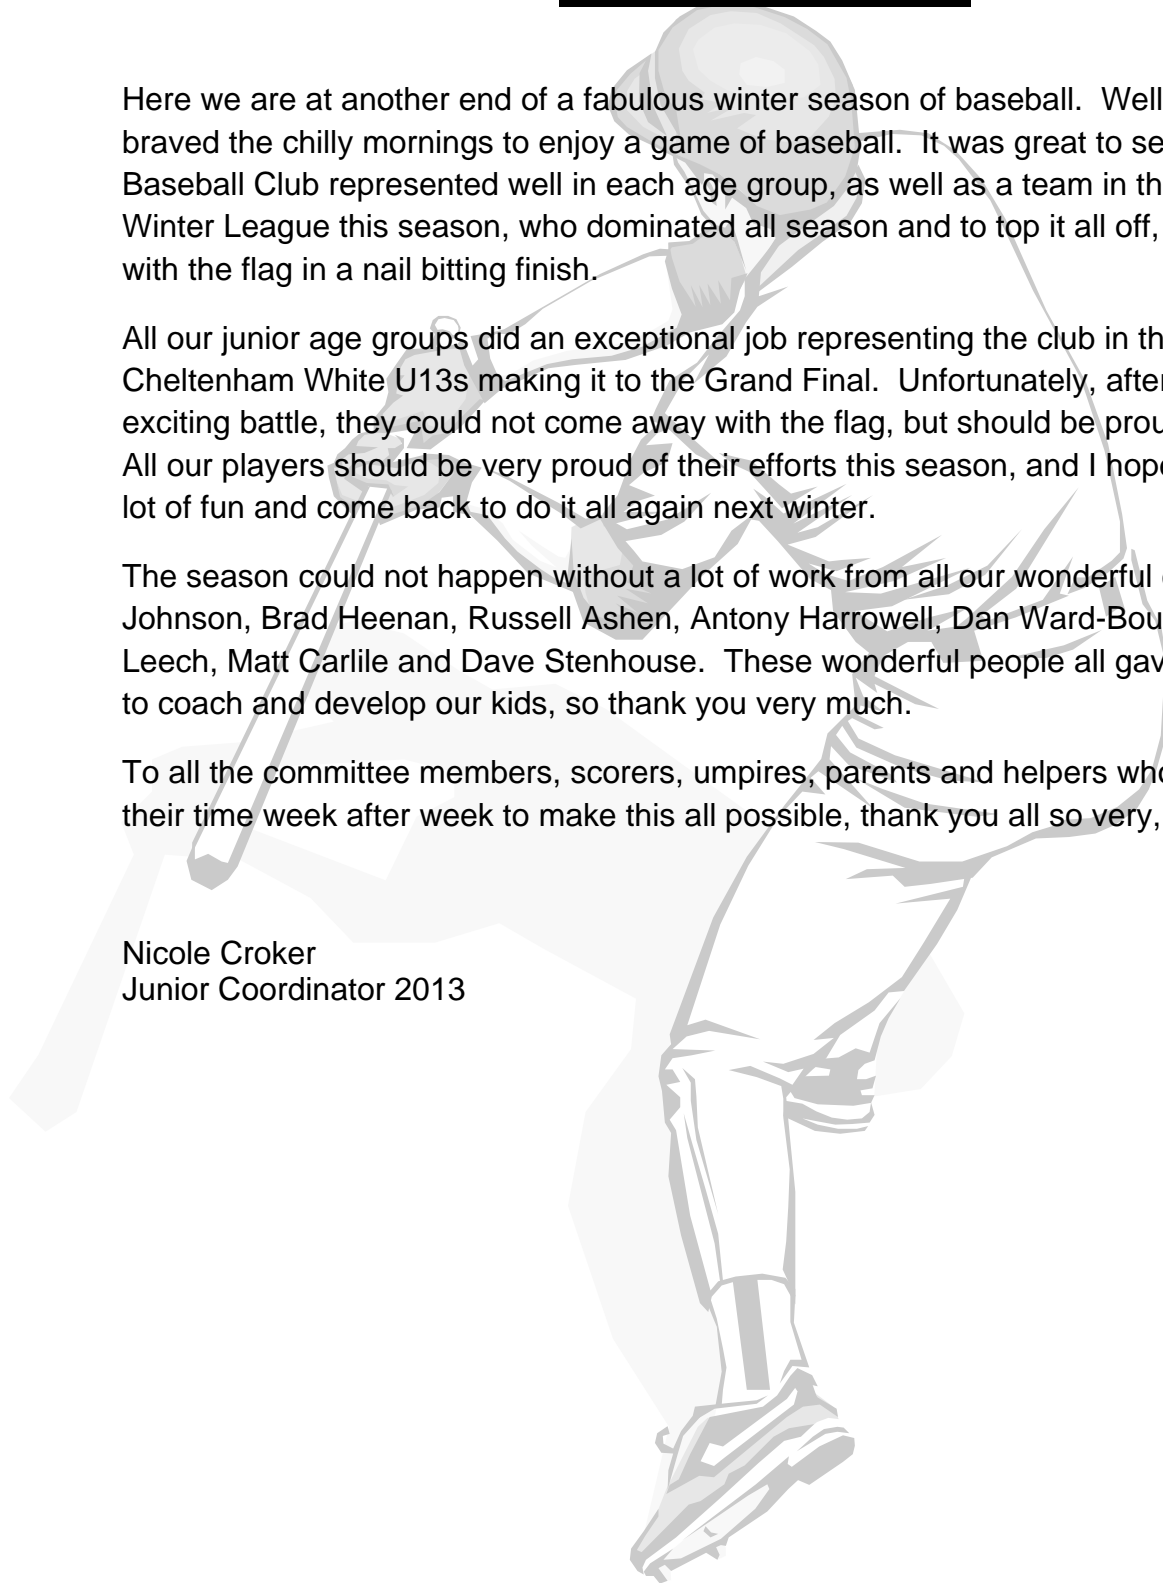 Here we are at another end of a fabulous winter season of baseball.  Well
braved the chilly mornings to enjoy a game of baseball.  It was great to se
Baseball Club represented well in each age group, as well as a team in th
Winter League this season, who dominated all season and to top it all off,
with the flag in a nail bitting finish.
All our junior age groups did an exceptional job representing the club in th
Cheltenham White U13s making it to the Grand Final.  Unfortunately, after
exciting battle, they could not come away with the flag, but should be prou
All our players should be very proud of their efforts this season, and I hope
lot of fun and come back to do it all again next winter.
The season could not happen without a lot of work from all our wonderful
Johnson, Brad Heenan, Russell Ashen, Antony Harrowell, Dan Ward-Bou
Leech, Matt Carlile and Dave Stenhouse.  These wonderful people all gav
to coach and develop our kids, so thank you very much.
To all the committee members, scorers, umpires, parents and helpers who
their time week after week to make this all possible, thank you all so very,
Nicole Croker
Junior Coordinator 2013